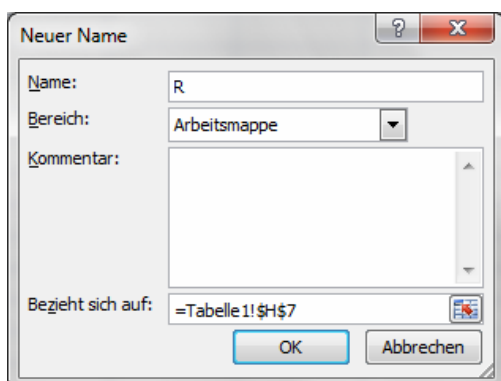 Neuer Name
Name: R
Bereich: Arbeitsmappe
Kommentar:
Bezieht sich auf: =Tabelle1!$H$7
OK Abbrechen